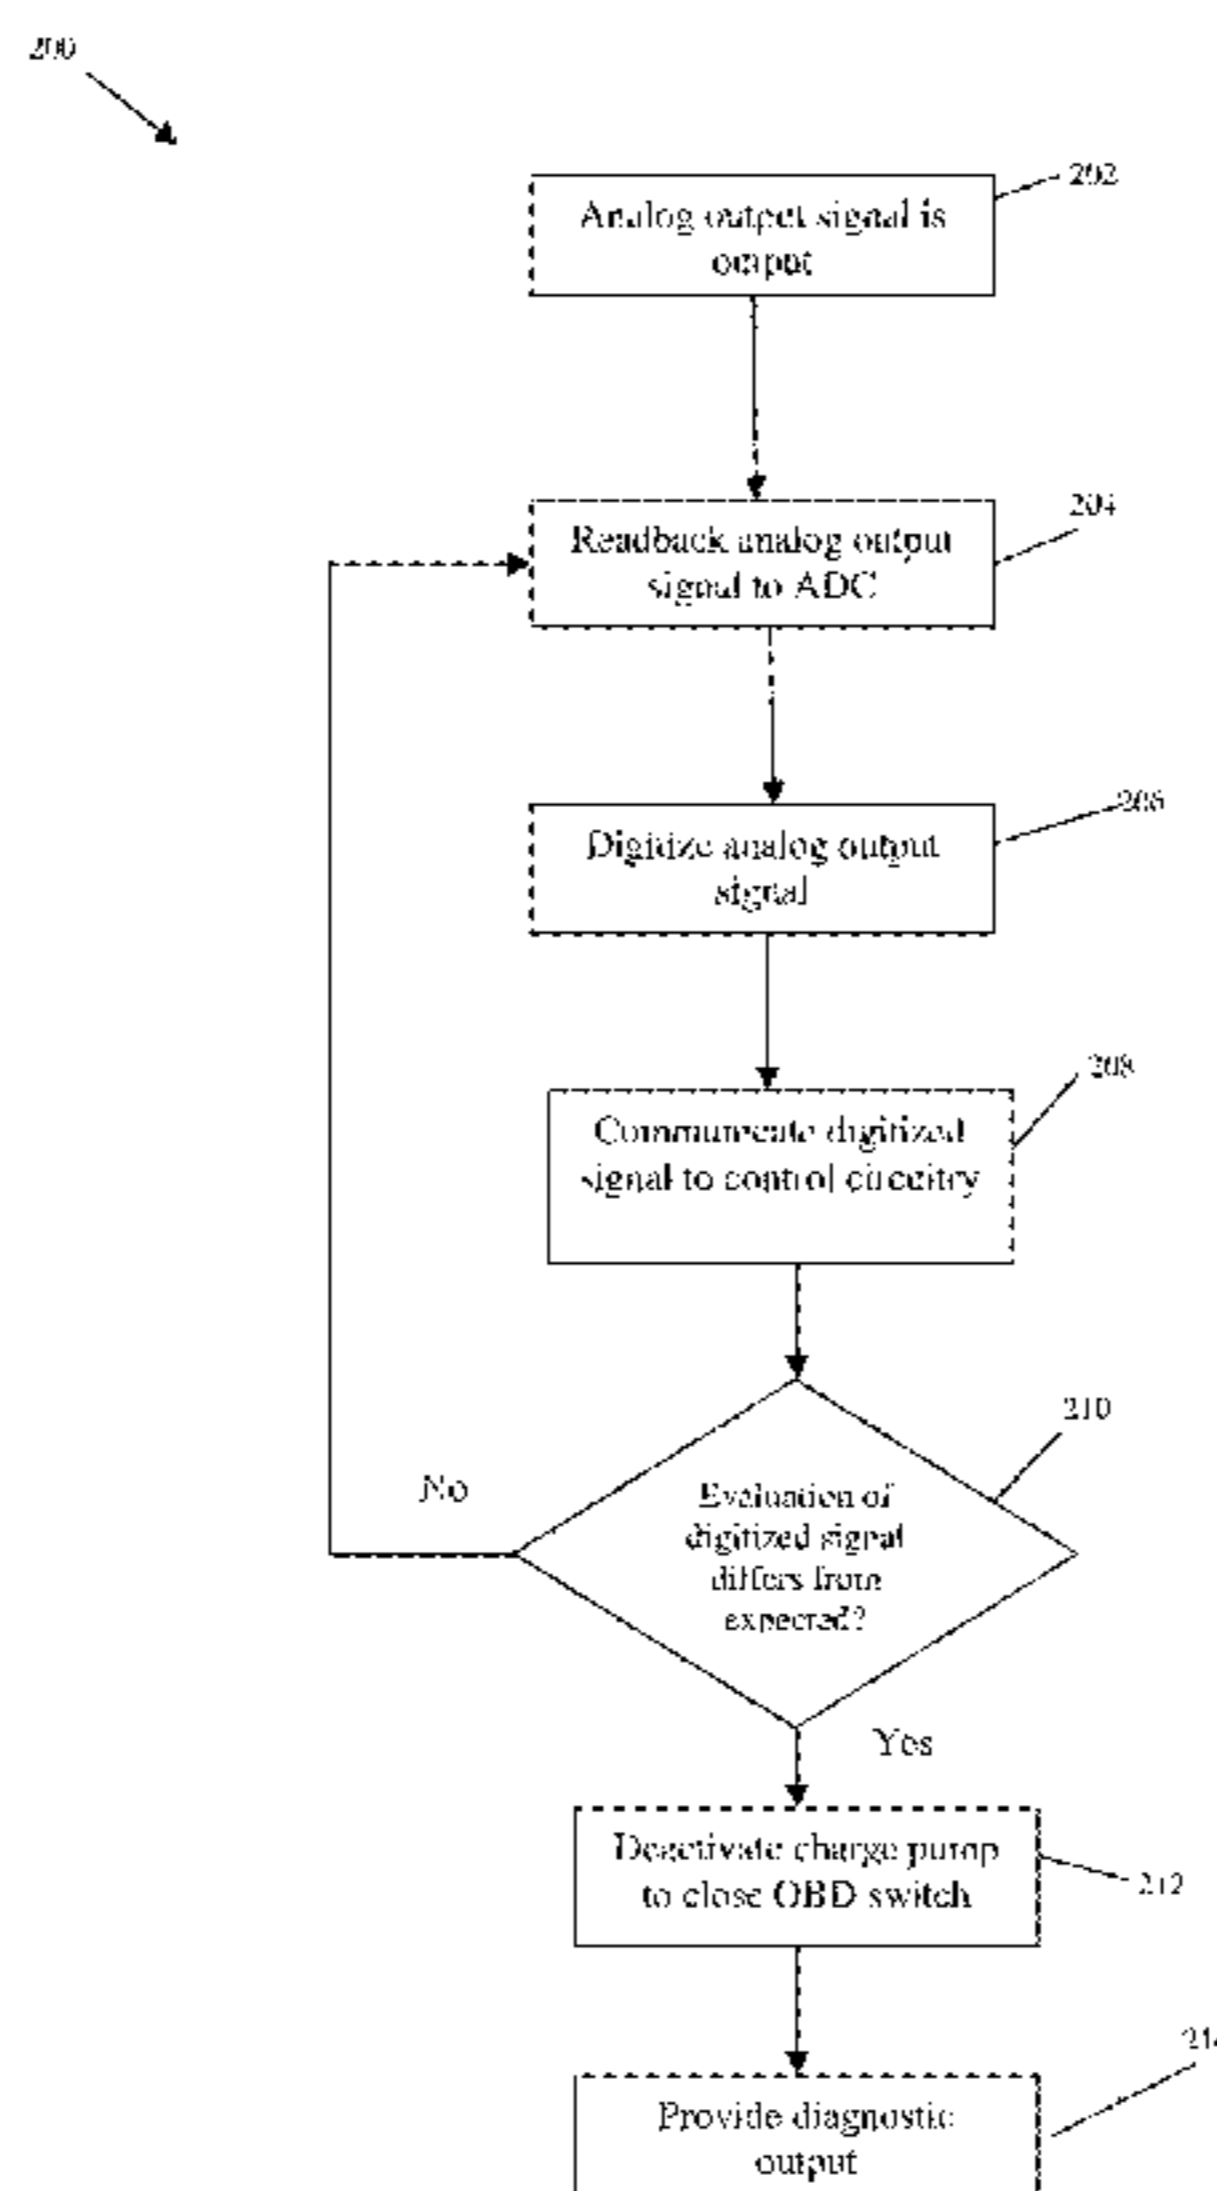 200
202
Analog output signal is
output
204
Readback analog output
signal to ADC
206
Digitize analog output
signal
208
Communicate digitized
signal to control circuitry
210
No
Evaluation of
digitized signal
differs from
expected?
Yes
Deactivate charge pump
to close OBD switch
212
Provide diagnostic
output